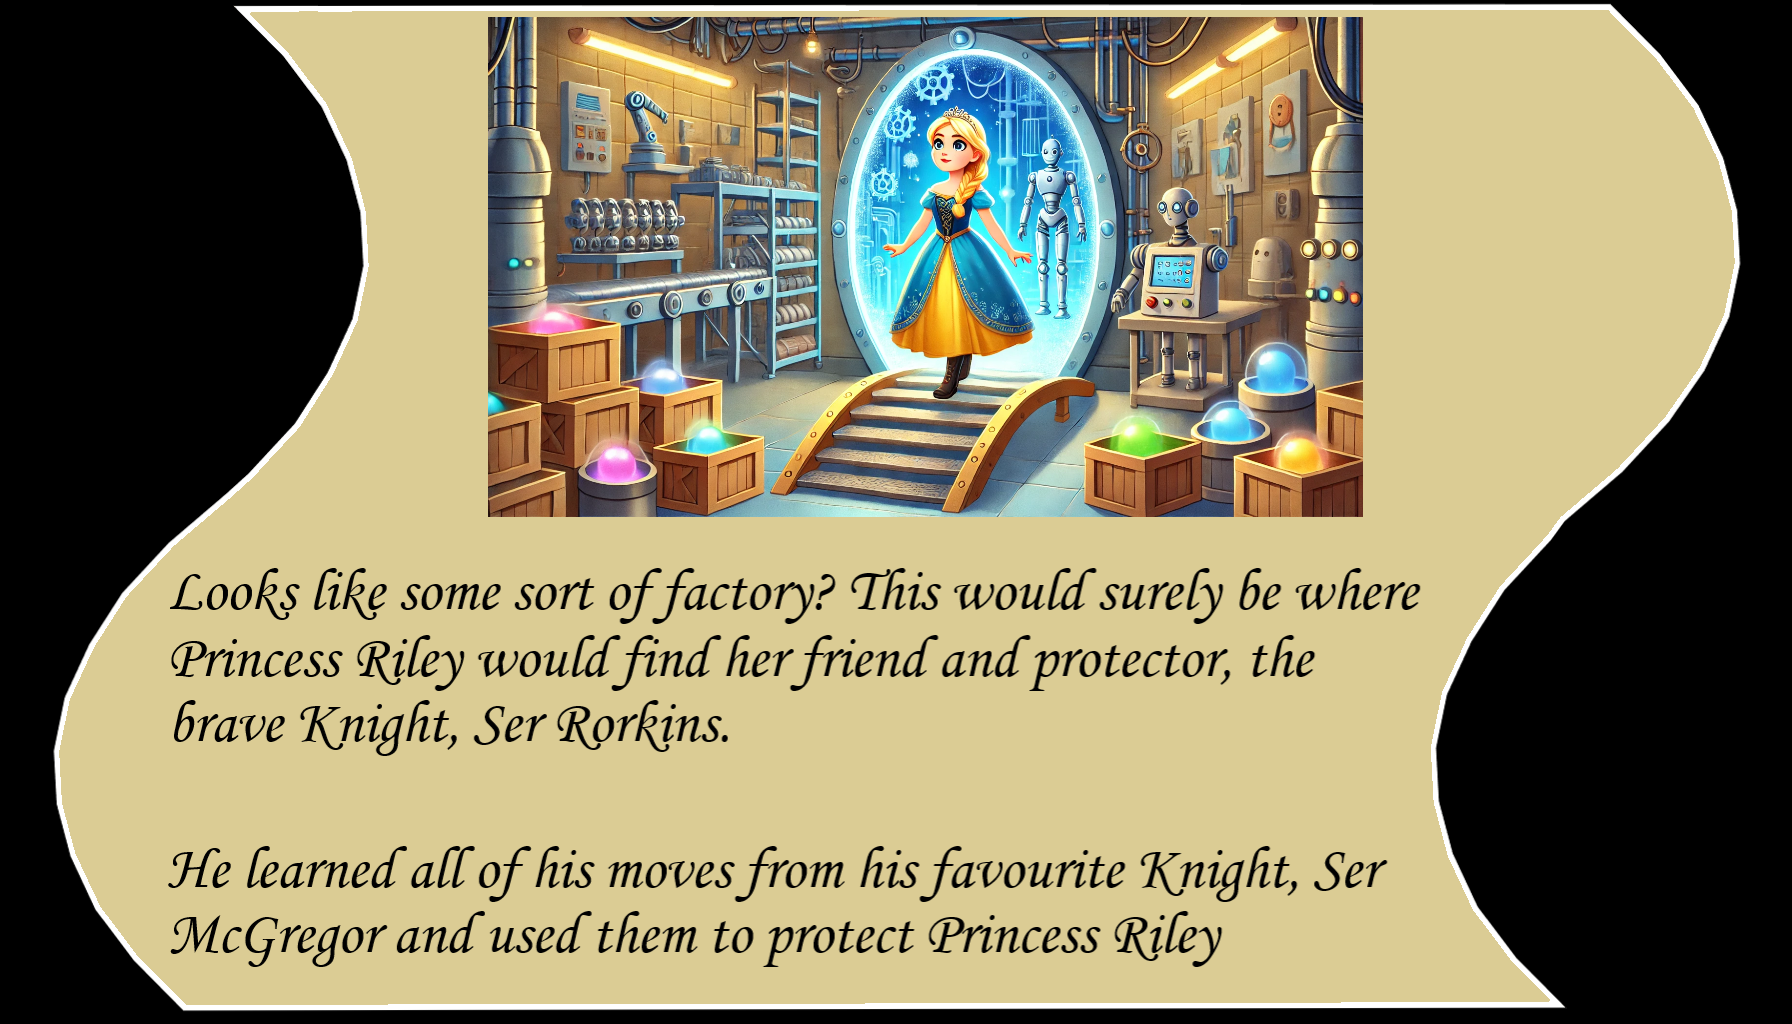 Looks like some sort of factory? This would surely be where
Princess Riley would find her friend and protector, the
brave Knight, Ser Rorkins.
He learned all of his moves from his favourite Knight, Ser
McGregor and used them to protect Princess Riley